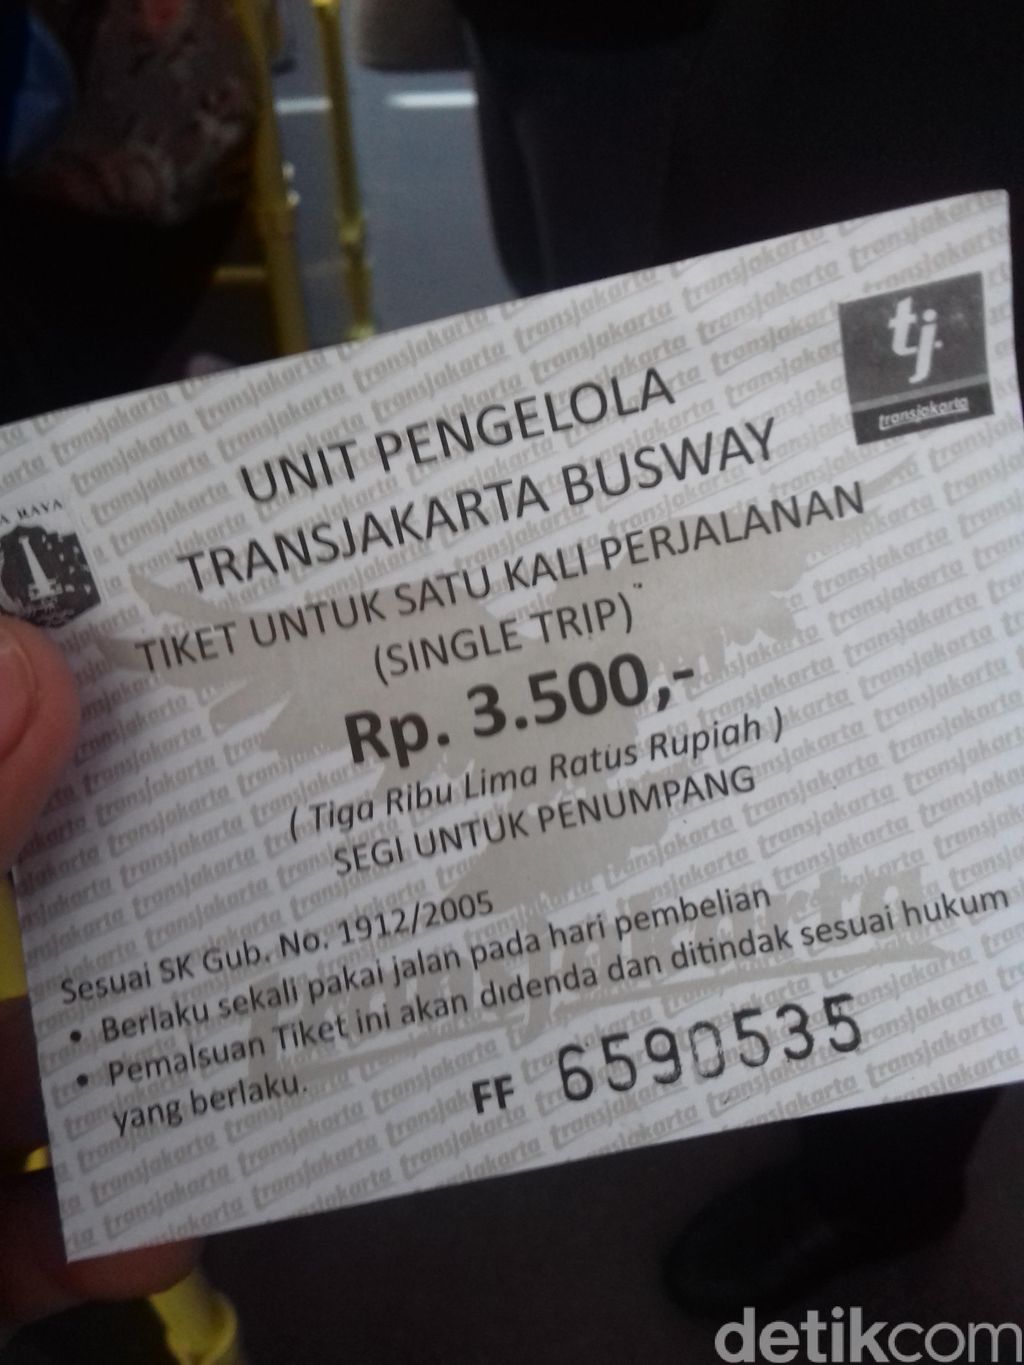 tj
transjakarta
A RAYA
UNIT PENGELOLA
TRANSJAKARTA BUSWAY
TIKET UNTUK SATU KALI PERJALANAN
(SINGLE TRIP)
Rp. 3.500,-
( Tiga Ribu Lima Ratus Rupiah )
SEGI UNTUK PENUMPANG
Sesuai SK Gub. No. 1912/2005
• Berlaku sekali pakai jalan pada hari pembelian
• Pemalsuan Tiket ini akan didenda dan ditindak sesuai hukum
yang berlaku.
FF 6590535
transjakarta
detikcom